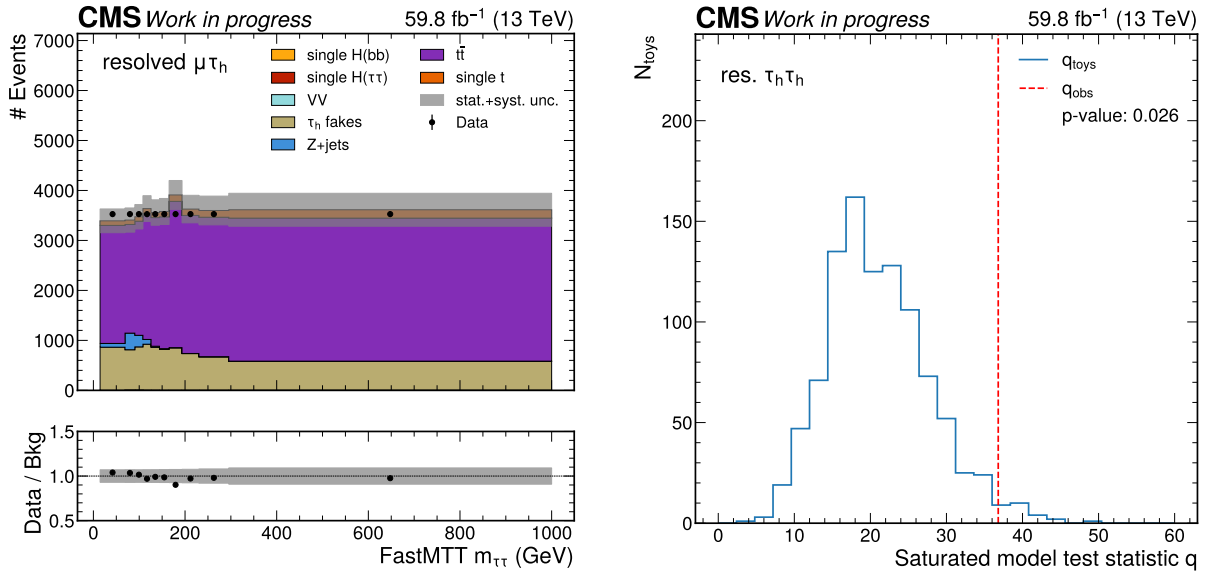 CMS Work in progress 59.8 fb⁻¹ (13 TeV)
resolved μτₕ
single H(bb)
single H(ττ)
VV
τₕ fakes
Z+jets
tt̄
single t
stat.+syst. unc.
Data
# Events
7000
6000
5000
4000
3000
2000
1000
0
Data / Bkg
1.5
1.0
0.5
0 200 400 600 800 1000
FastMTT m_ττ (GeV)
CMS Work in progress 59.8 fb⁻¹ (13 TeV)
res. τₕτₕ
q_toys
q_obs
p-value: 0.026
N_toys
200
150
100
50
0
0 10 20 30 40 50 60
Saturated model test statistic q